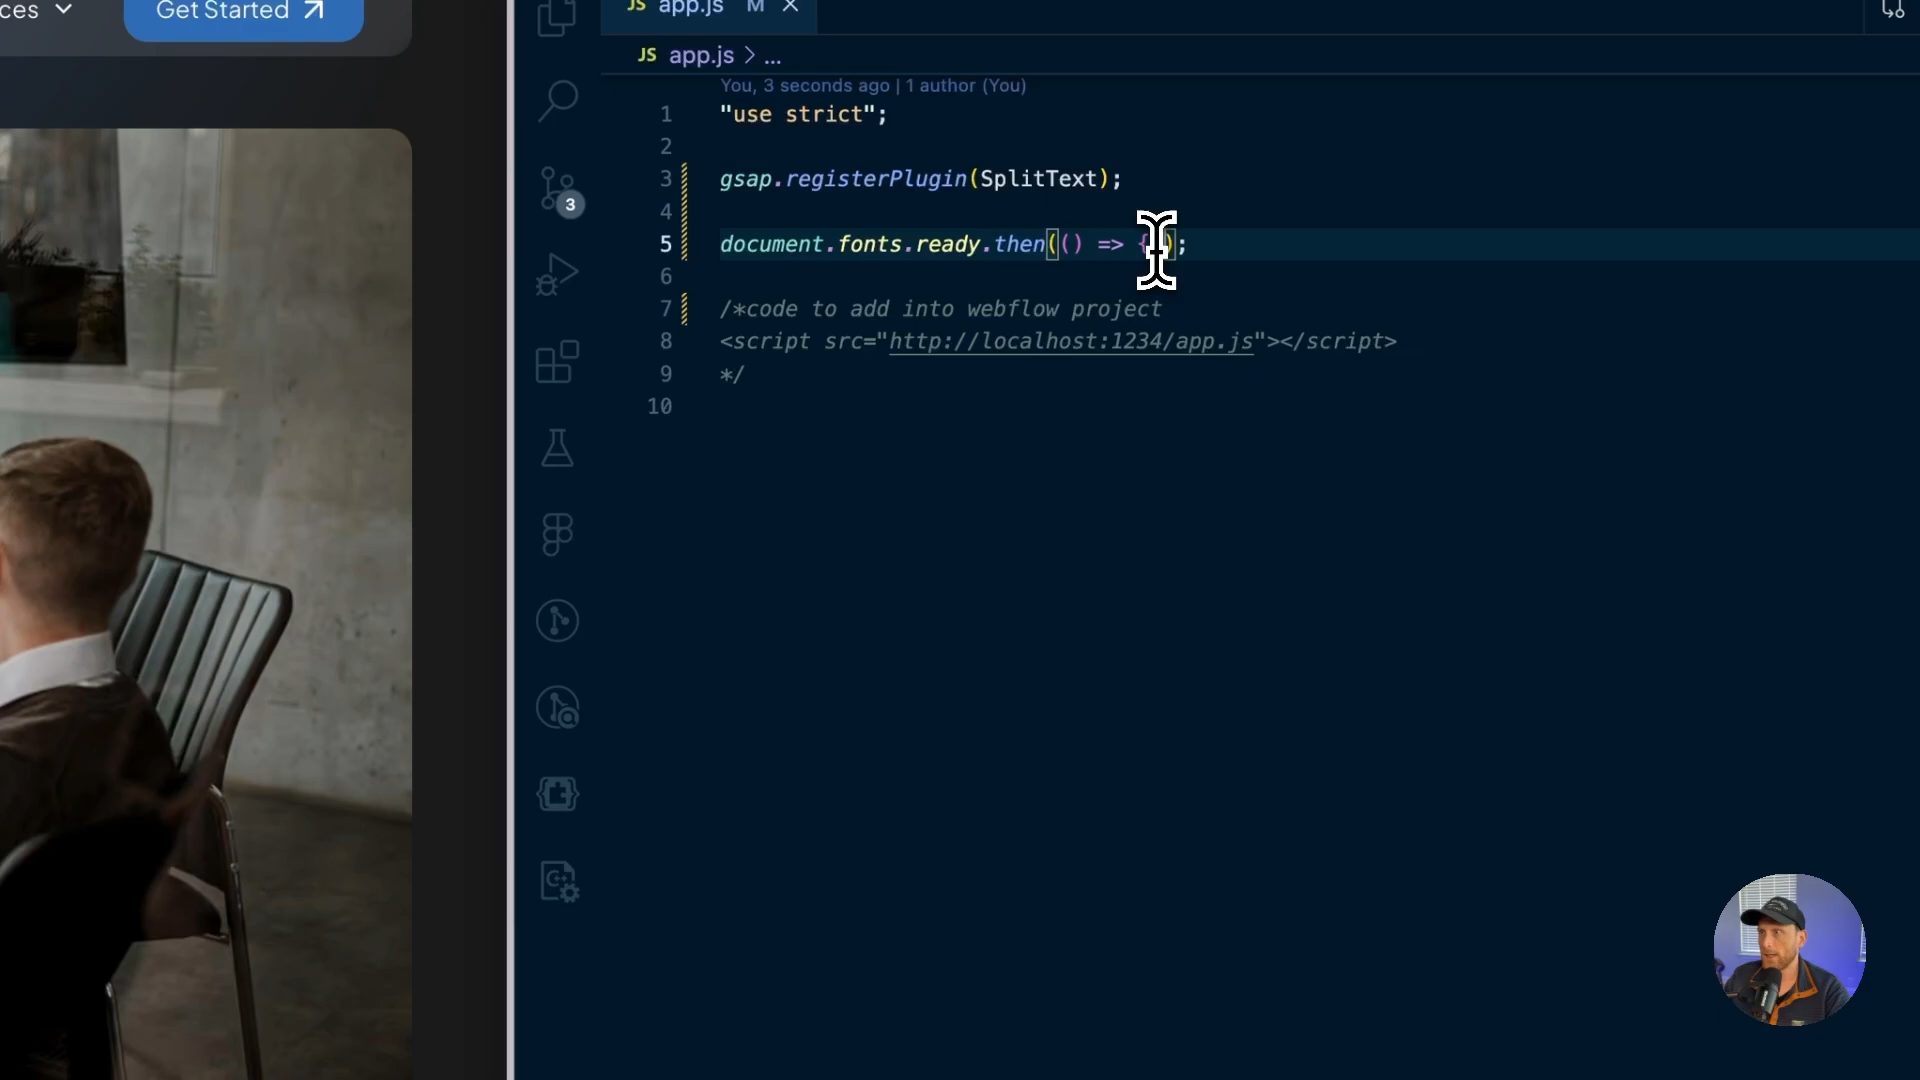 ces
Get Started
JS app.js M
JS app.js > ...
You, 3 seconds ago | 1 author (You)
1 "use strict";
2
3 gsap.registerPlugin(SplitText);
4
5 document.fonts.ready.then(() => { );
6
7 /*code to add into webflow project
8 <script src="http://localhost:1234/app.js"></script>
9 */
10
3